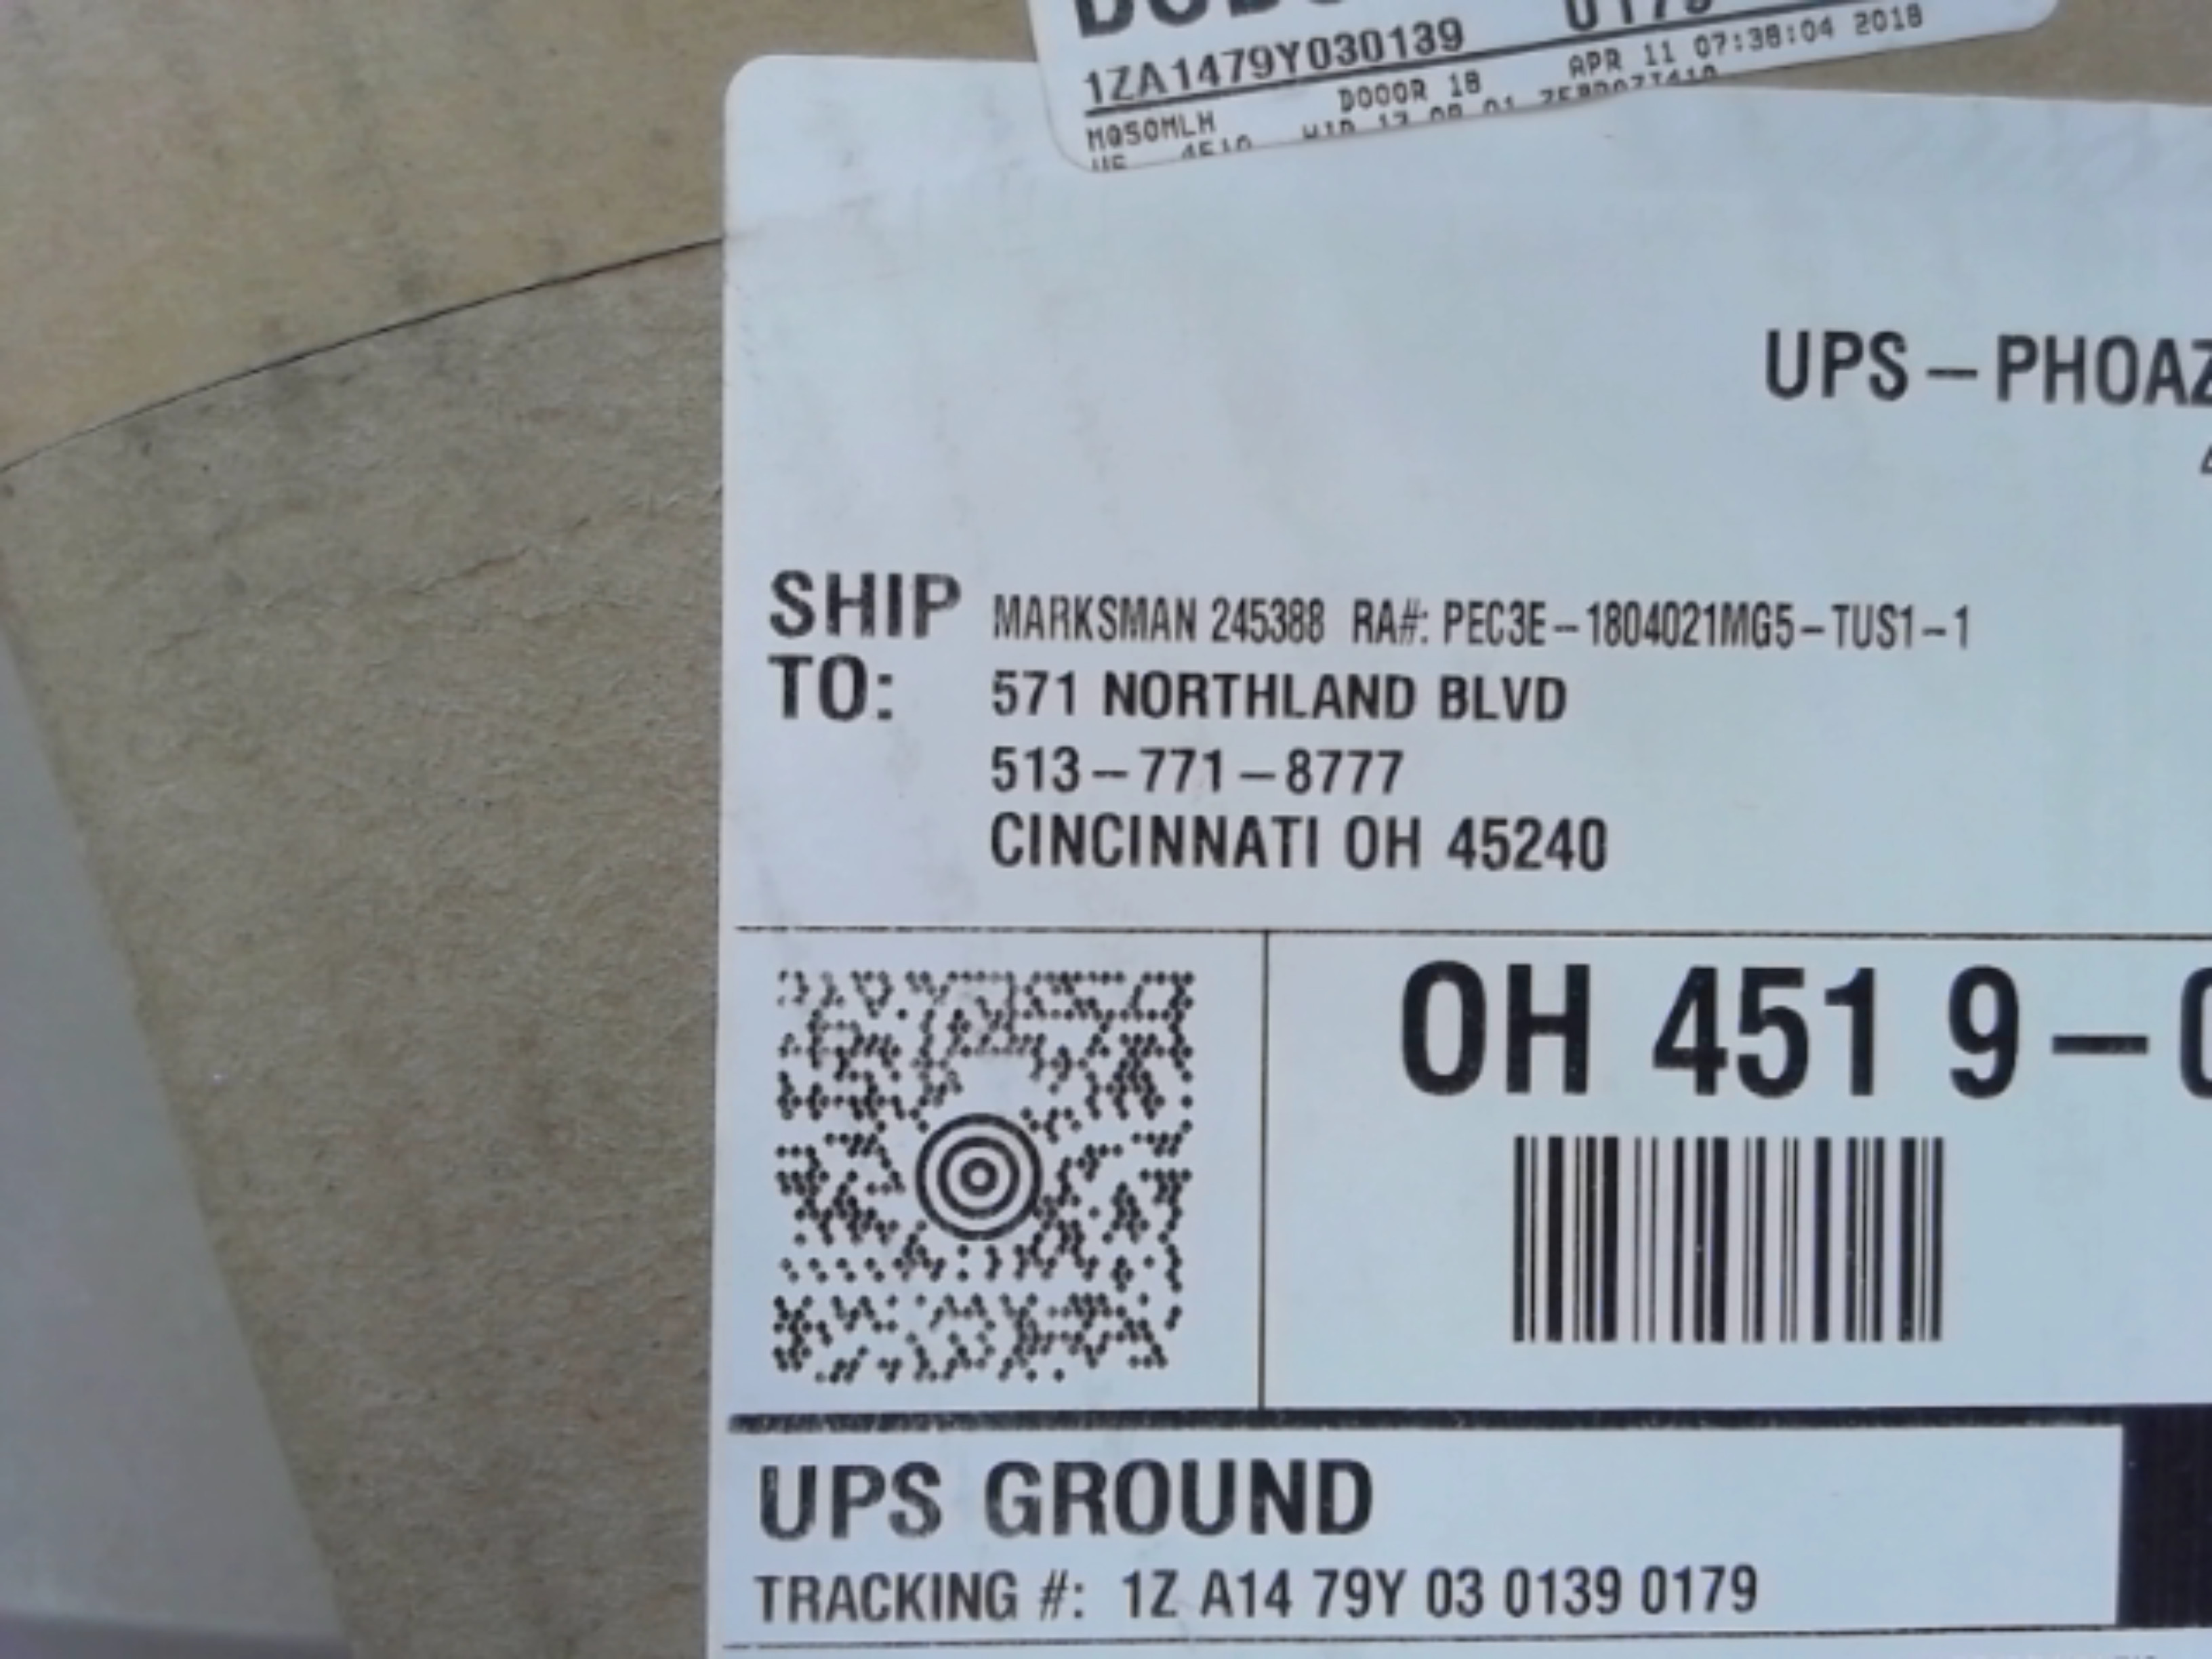 1ZA1479Y030139
APR 11 07:38:04 2018
DOOOR 18
M050MLH
UPS – PHOAZ
SHIP TO:
MARKSMAN 245388 RA#: PEC3E–1804021MG5–TUS1–1
571 NORTHLAND BLVD
513–771–8777
CINCINNATI OH 45240
OH 451 9–
UPS GROUND
TRACKING #: 1Z A14 79Y 03 0139 0179